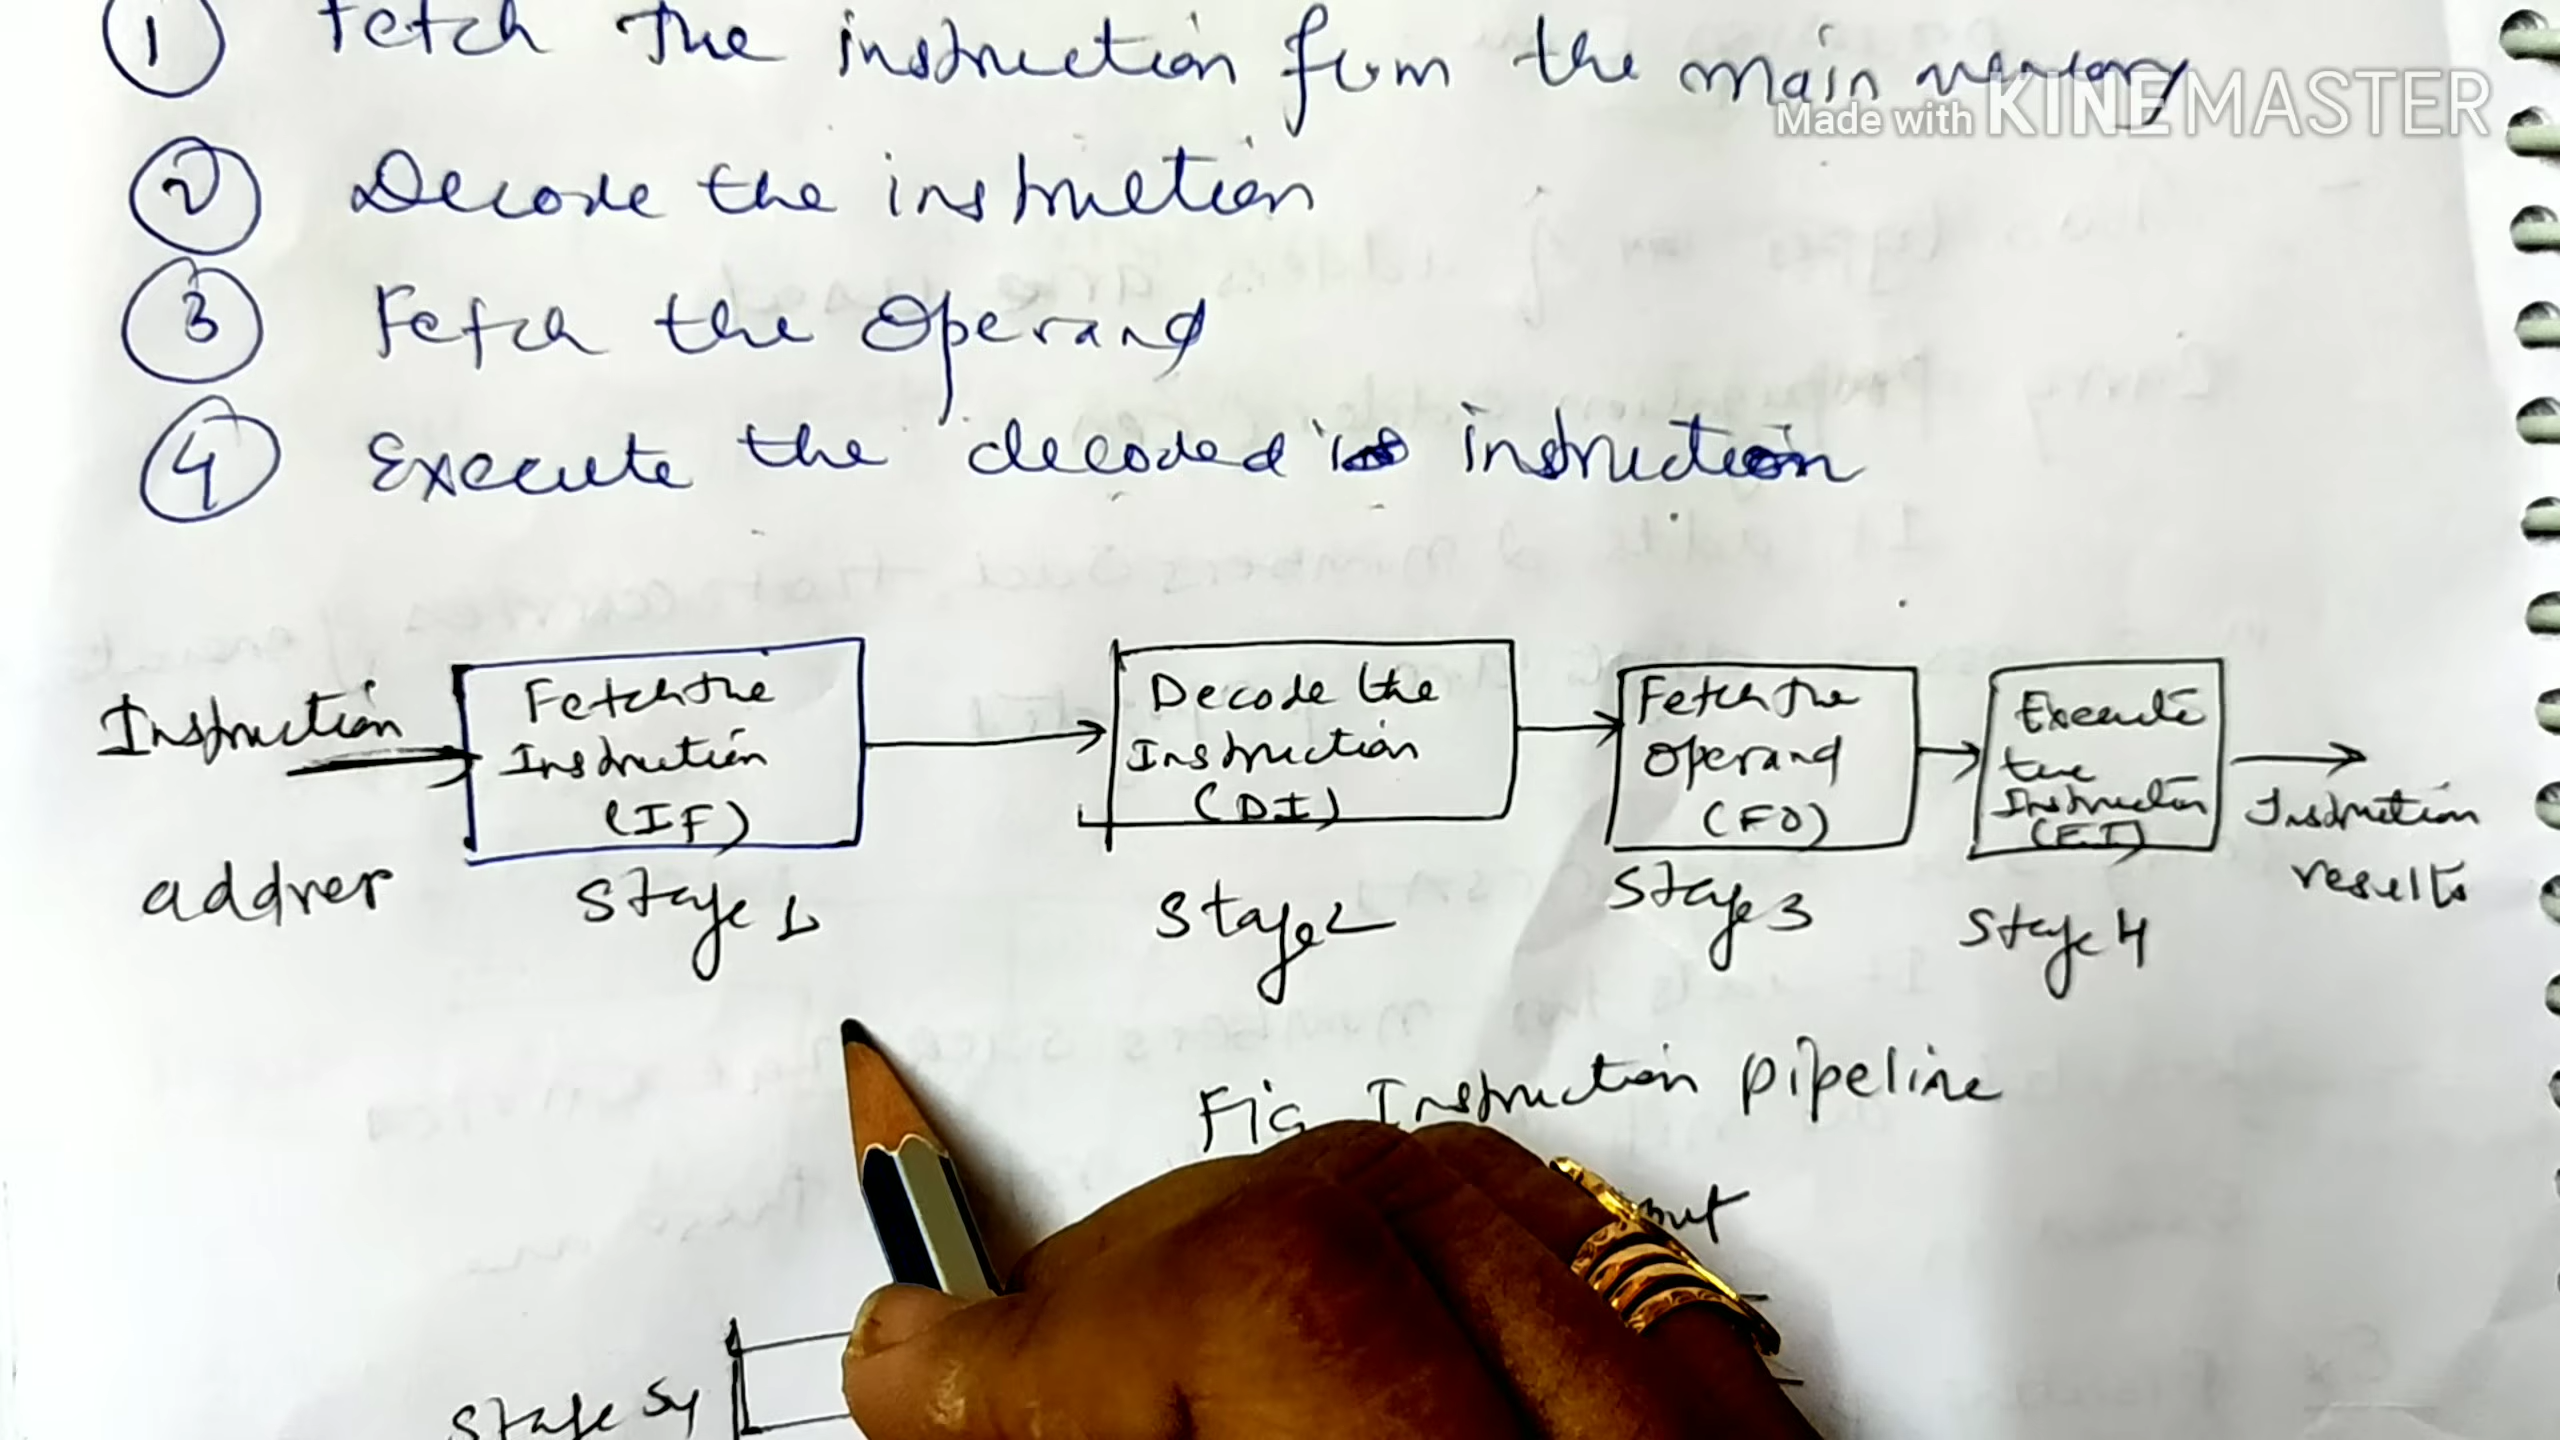 1 Fetch The instruction from the main memory
Made with KINEMASTER
2 Decode the instruction
3 Fetch the Operand
4 Execute the decoded instruction
Instruction address
Fetch the Instruction (IF)
Stage 1
Decode the Instruction (DI)
Stage 2
Fetch the Operand (FO)
Stage 3
Execute the Instruction (EI)
Stage 4
Instruction results
Fig Instruction pipeline
Stage S4